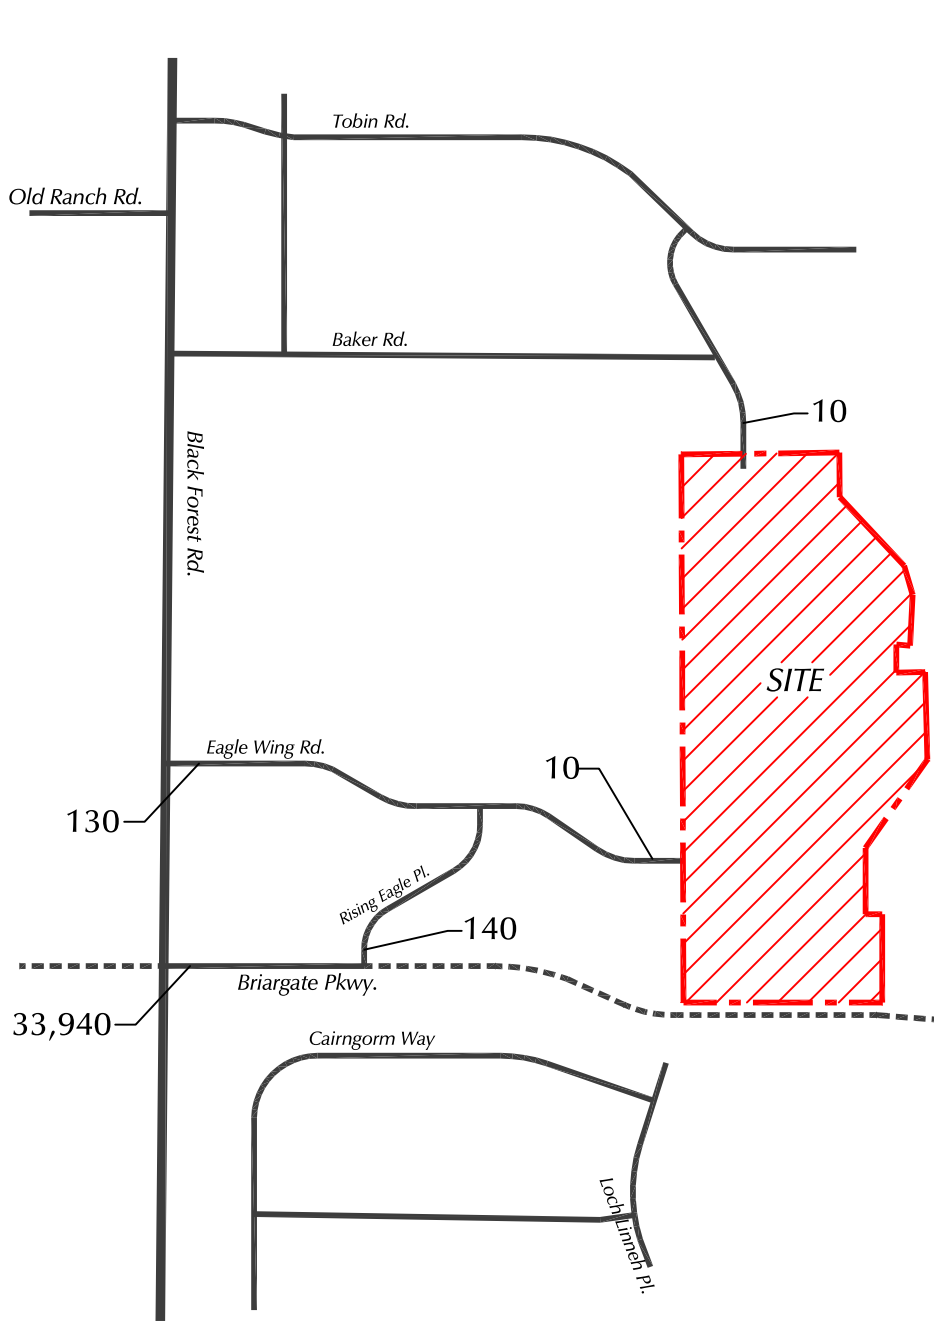 Tobin Rd.
Old Ranch Rd.
Baker Rd.
10
Black Forest Rd.
SITE
Eagle Wing Rd.
10
130
Rising Eagle Pl.
140
Briargate Pkwy.
33,940
Cairngorm Way
Loch Linneh Pl.